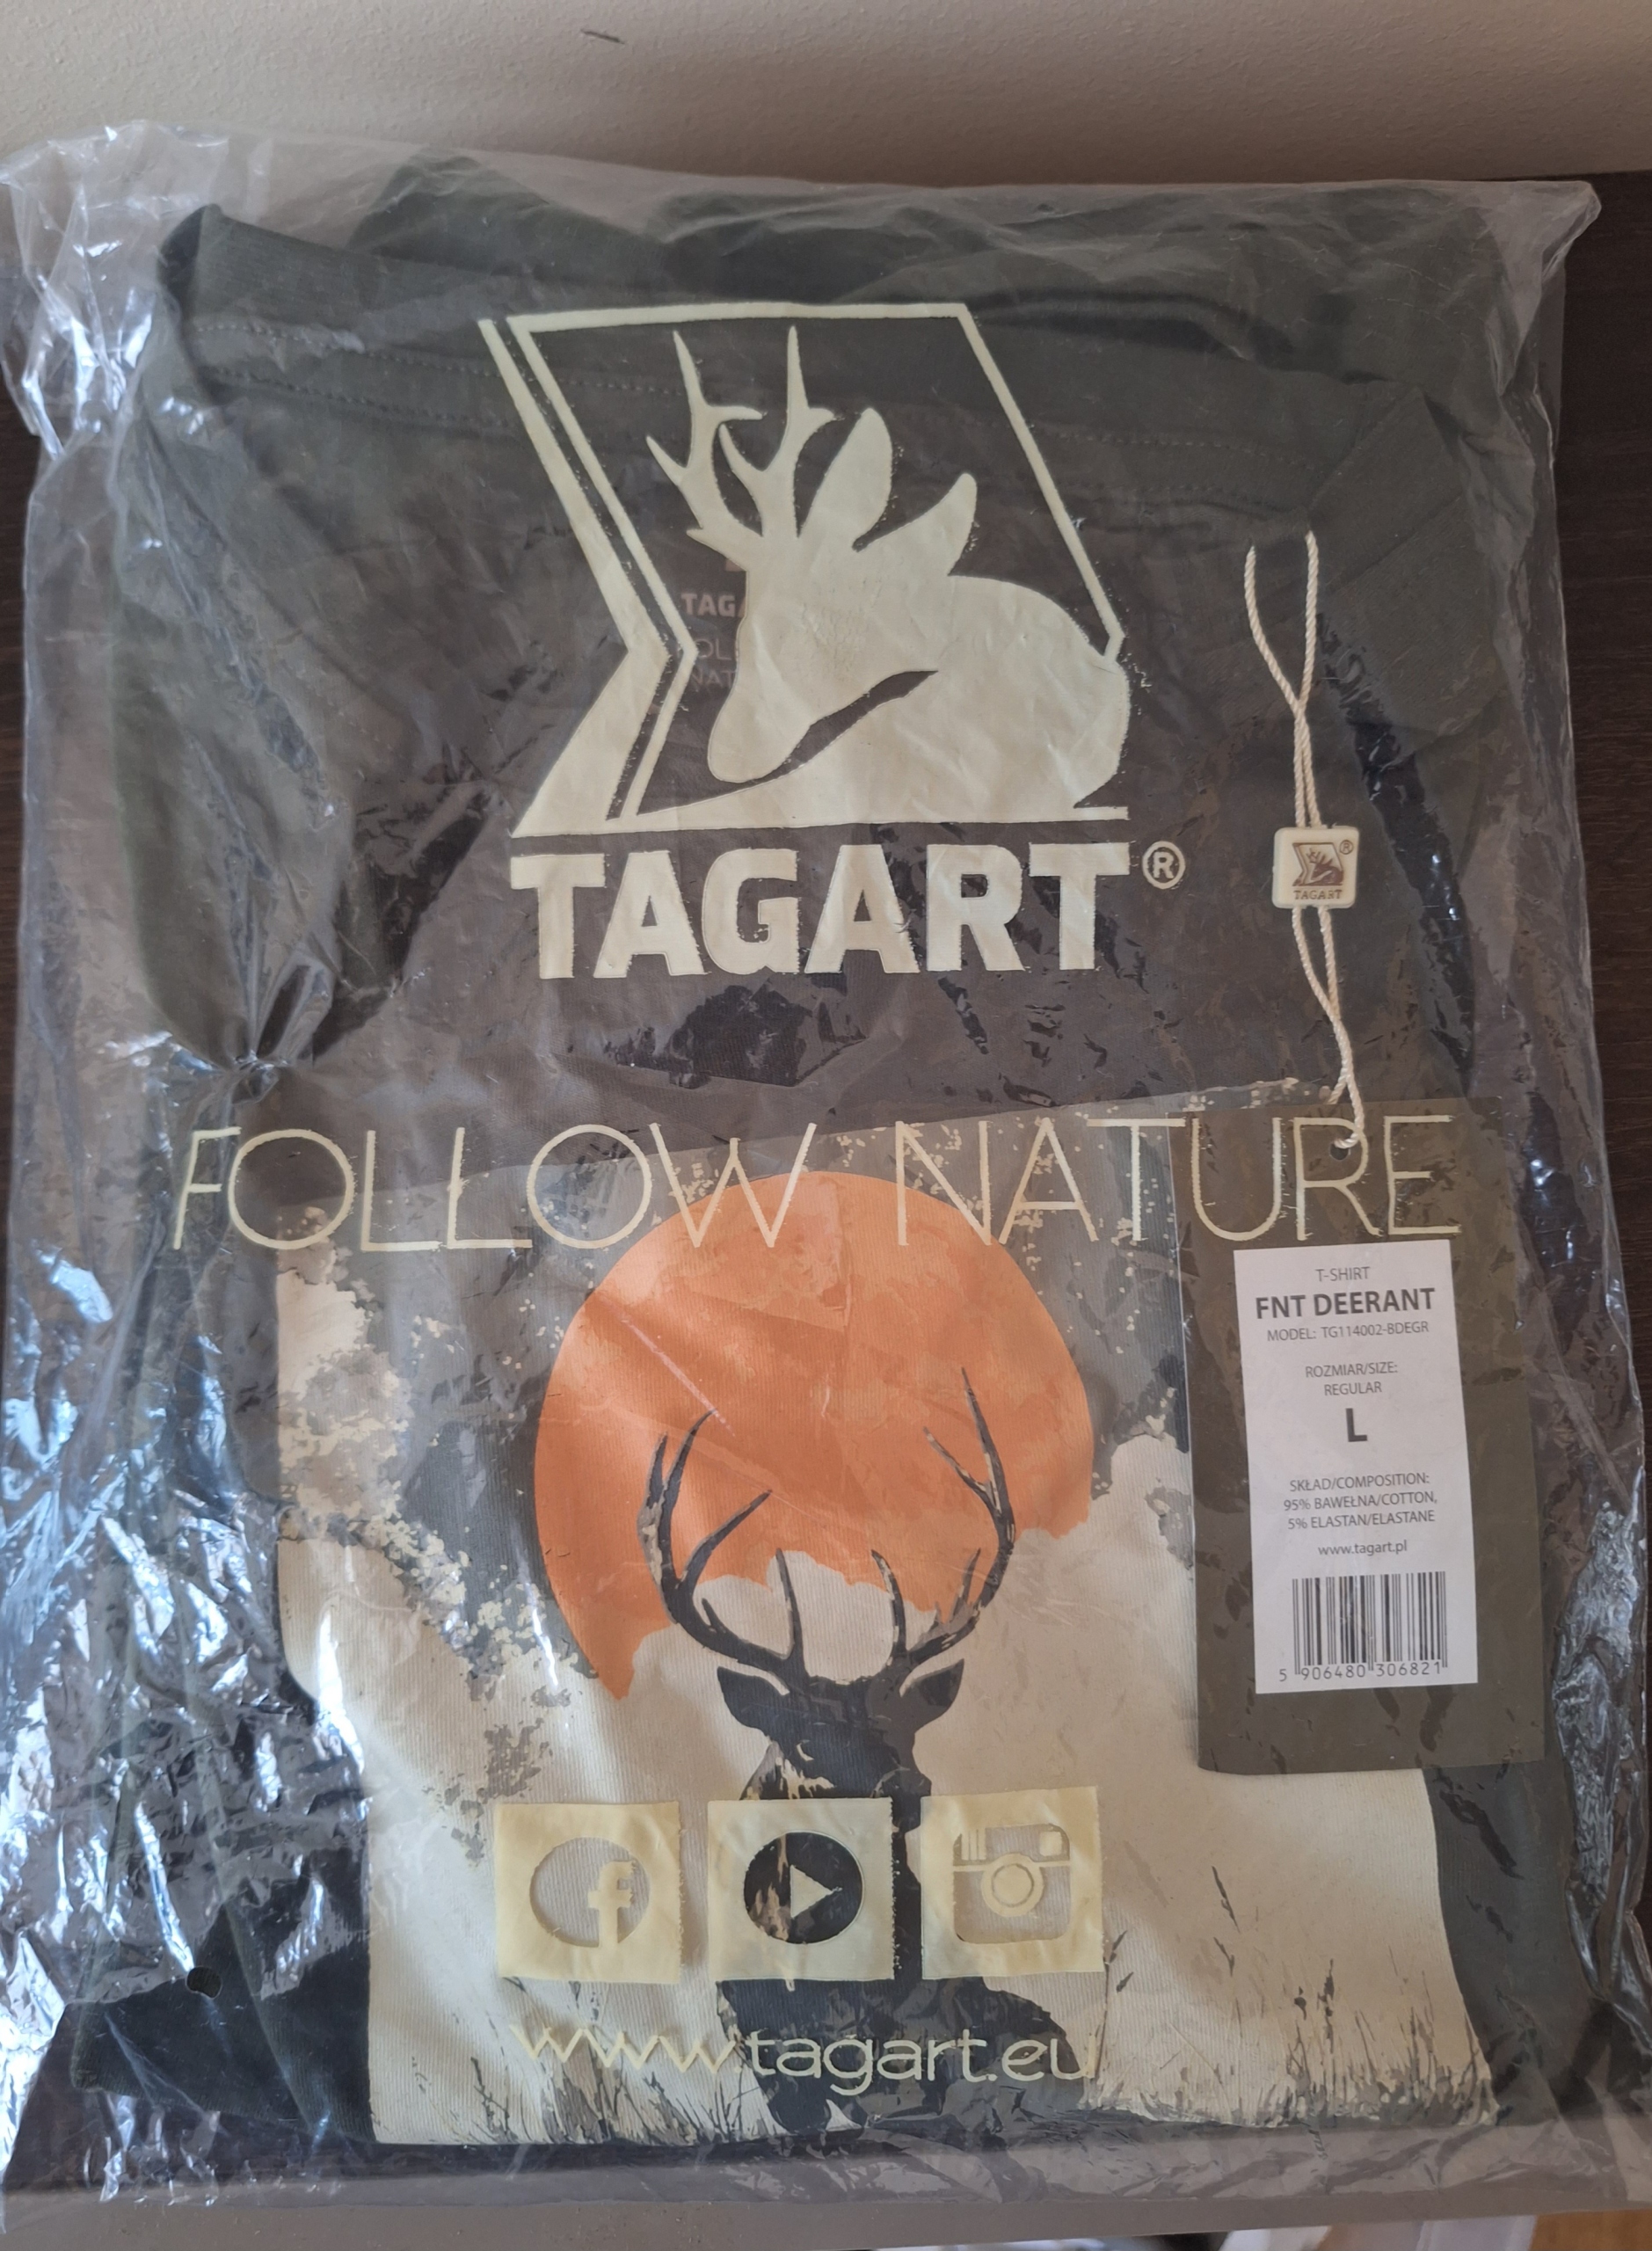 TAGART®
FOLLOW NATURE
TAGART
®
T-SHIRT
FNT DEERANT
MODEL: TG114002-BDEGR
ROZMIAR/SIZE:
REGULAR
L
SKŁAD/COMPOSITION:
95% BAWEŁNA/COTTON,
5% ELASTAN/ELASTANE
www.tagart.pl
5 906480 306821
www.tagart.eu